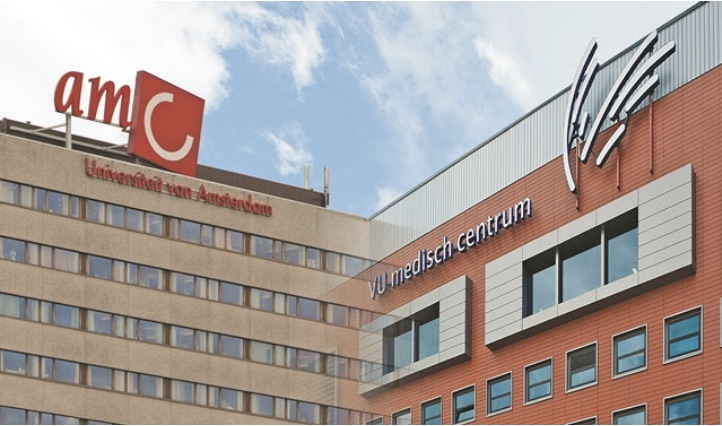 amc
Universiteit van Amsterdam
VU medisch centrum